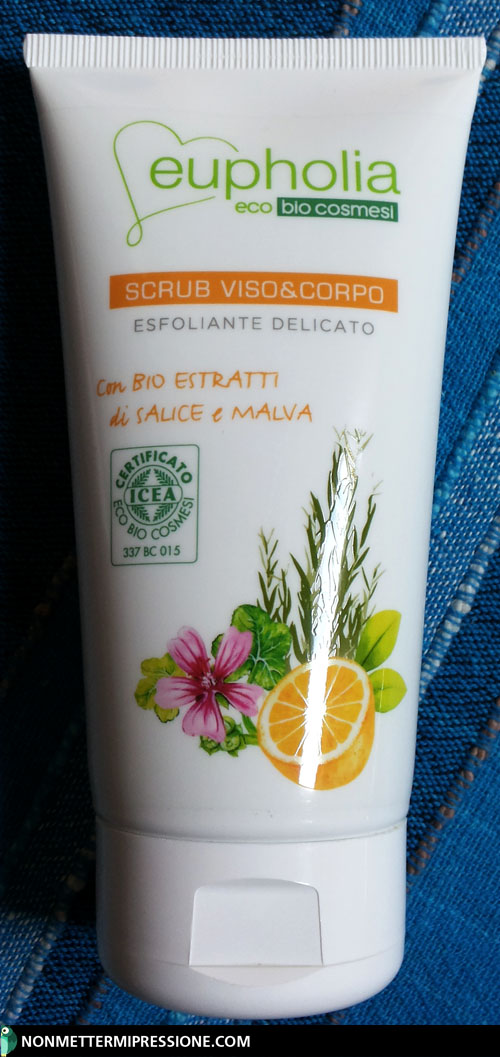 eupholia
eco bio cosmesi
SCRUB VISO&CORPO
ESFOLIANTE DELICATO
Con BIO ESTRATTI
di SALICE e MALVA
CERTIFICATO
ICEA
ECO BIO COSMESI
337 BC 015
NONMETTERMIPRESSIONE.COM